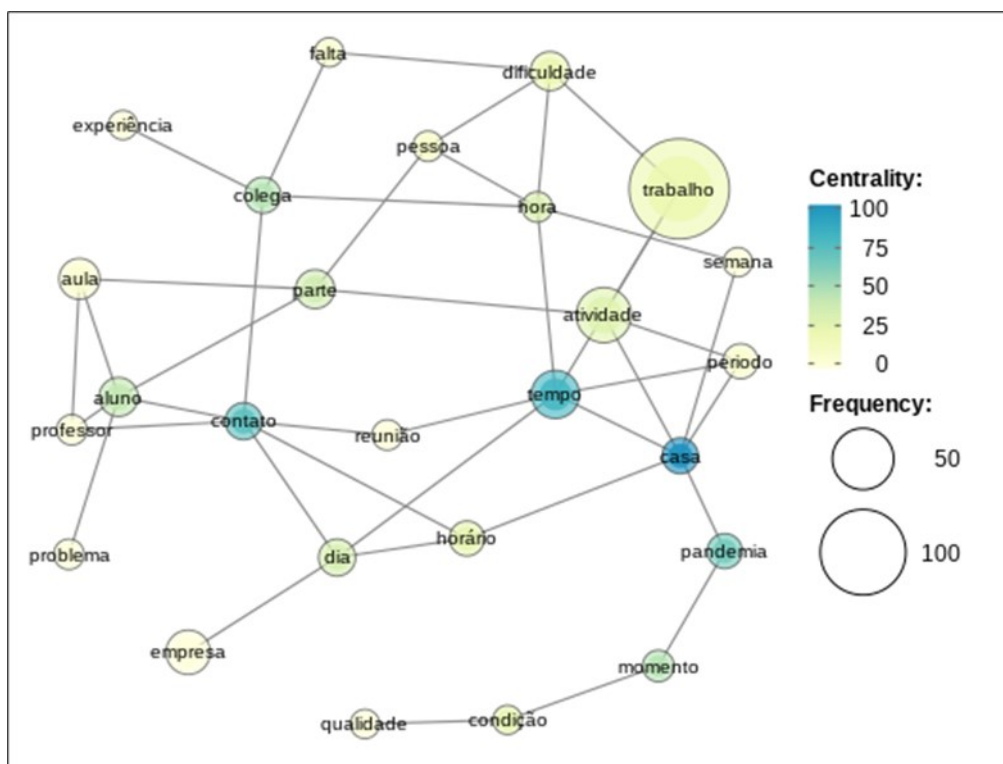 falta
dificuldade
experiência
pessoa
colega
hora
trabalho
semana
aula
parte
atividade
período
aluno
tempo
professor
contato
reunião
casa
problema
dia
horário
pandemia
empresa
momento
qualidade
condição
Centrality:
100
75
50
25
0
Frequency:
50
100